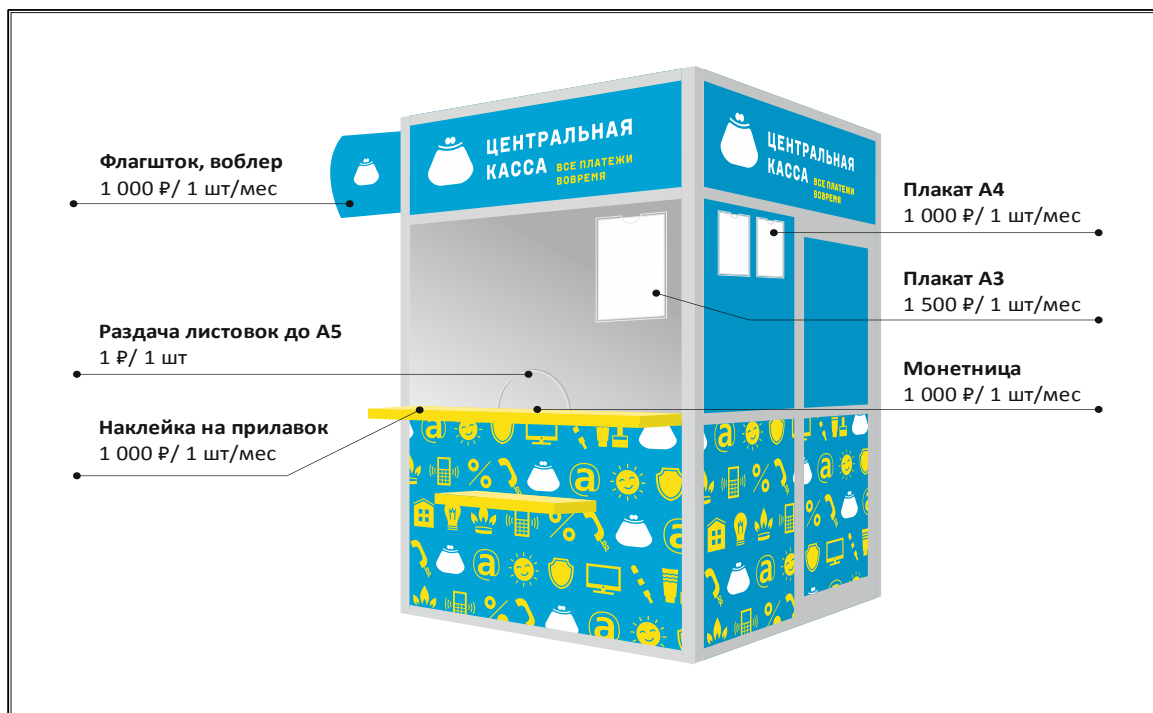 ЦЕНТРАЛЬНАЯ
КАССА ВСЕ ПЛАТЕЖИ
ВОВРЕМЯ
ЦЕНТРАЛЬНАЯ
КАССА ВСЕ ПЛАТЕЖИ
ВОВРЕМЯ
Флагшток, воблер
1 000 ₽/ 1 шт/мес
Раздача листовок до А5
1 ₽/ 1 шт
Наклейка на прилавок
1 000 ₽/ 1 шт/мес
Плакат А4
1 000 ₽/ 1 шт/мес
Плакат А3
1 500 ₽/ 1 шт/мес
Монетница
1 000 ₽/ 1 шт/мес